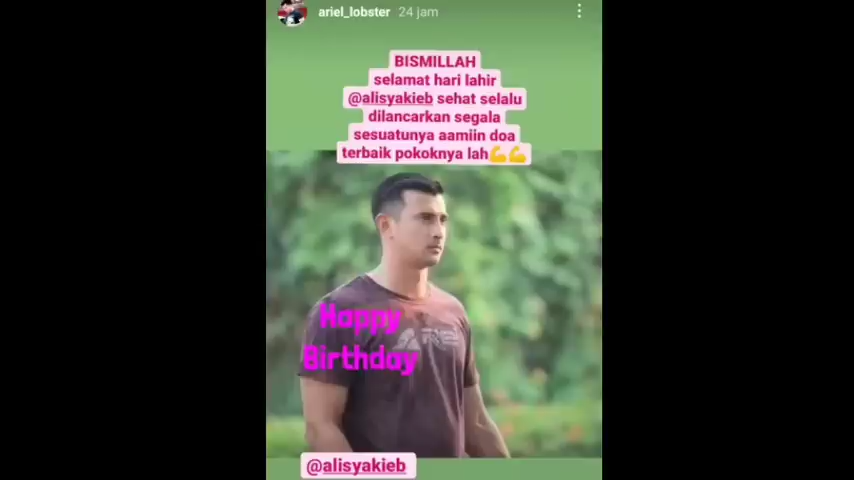 ariel_lobster 24 jam
BISMILLAH
selamat hari lahir
@alisyakieb sehat selalu
dilancarkan segala
sesuatunya aamiin doa
terbaik pokoknya lah💪💪
Happy
Birthday
@alisyakieb